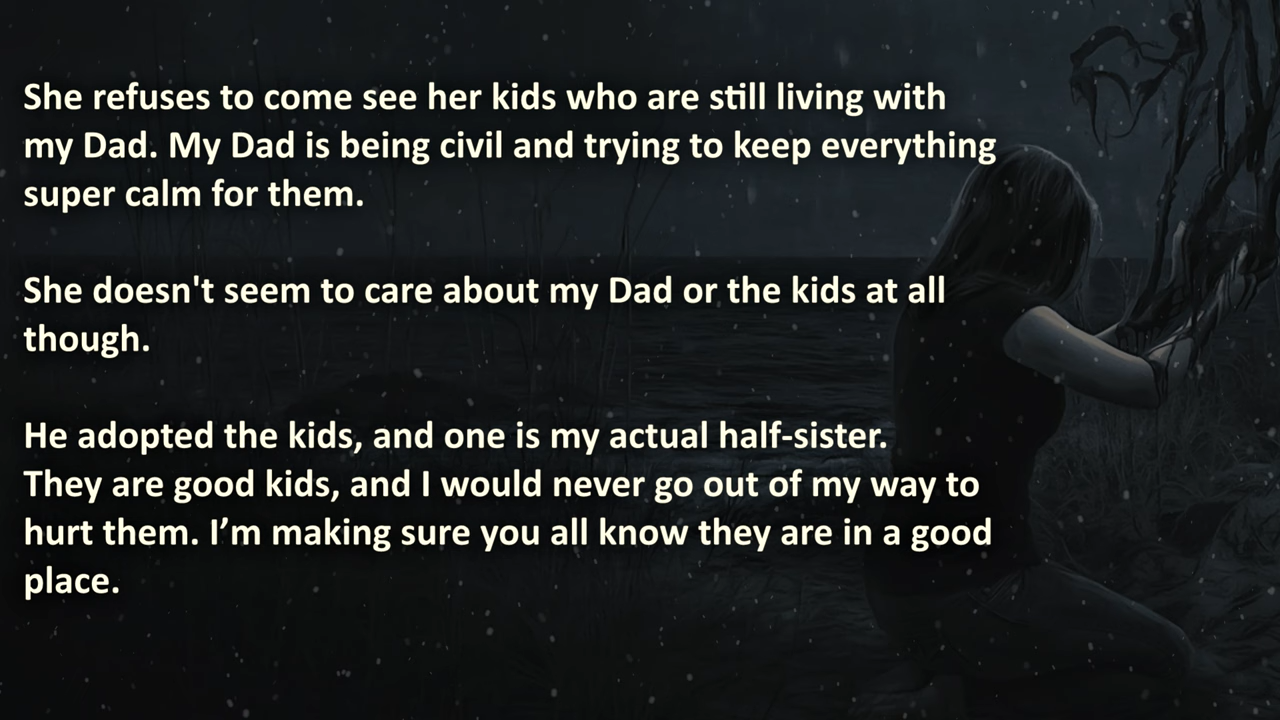 She refuses to come see her kids who are still living with
my Dad. My Dad is being civil and trying to keep everything
super calm for them.
She doesn't seem to care about my Dad or the kids at all
though.
He adopted the kids, and one is my actual half-sister.
They are good kids, and I would never go out of my way to
hurt them. I’m making sure you all know they are in a good
place.